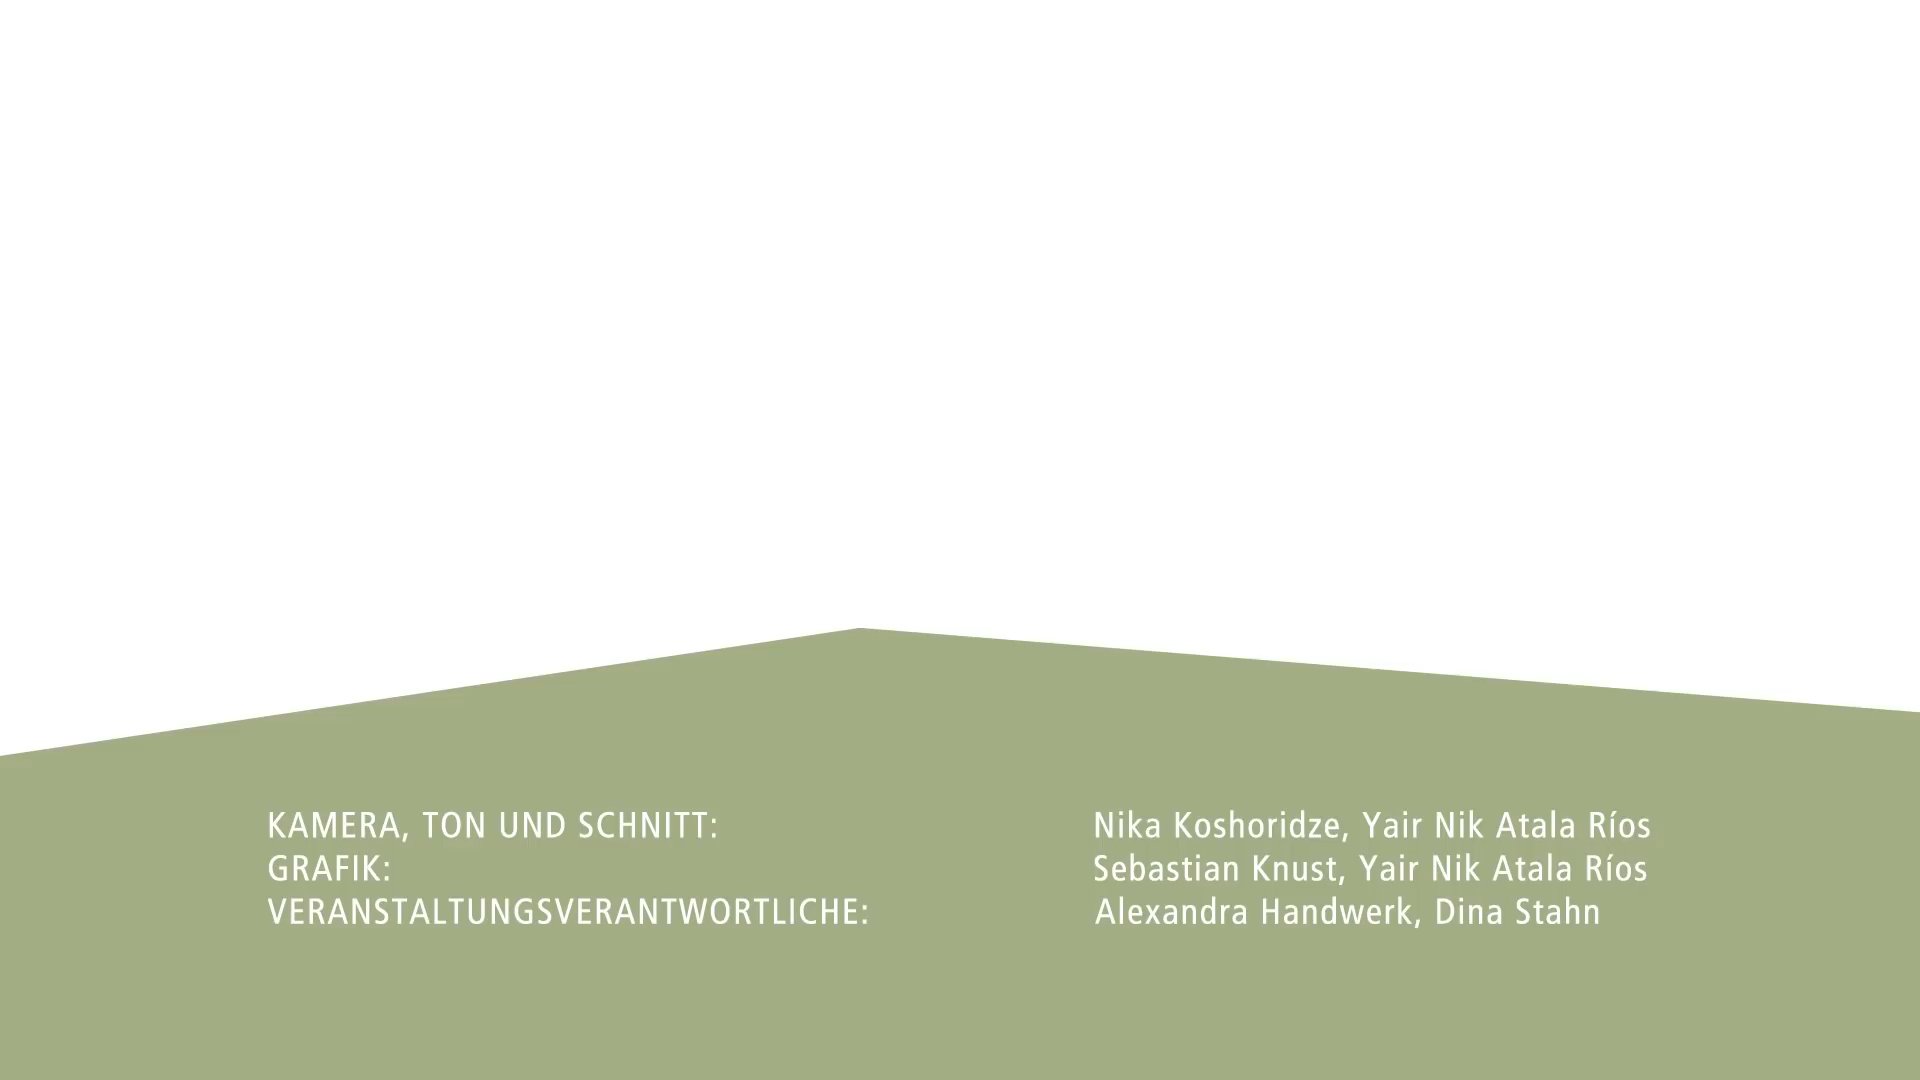 KAMERA, TON UND SCHNITT: Nika Koshoridze, Yair Nik Atala Ríos
GRAFIK: Sebastian Knust, Yair Nik Atala Ríos
VERANSTALTUNGSVERANTWORTLICHE: Alexandra Handwerk, Dina Stahn